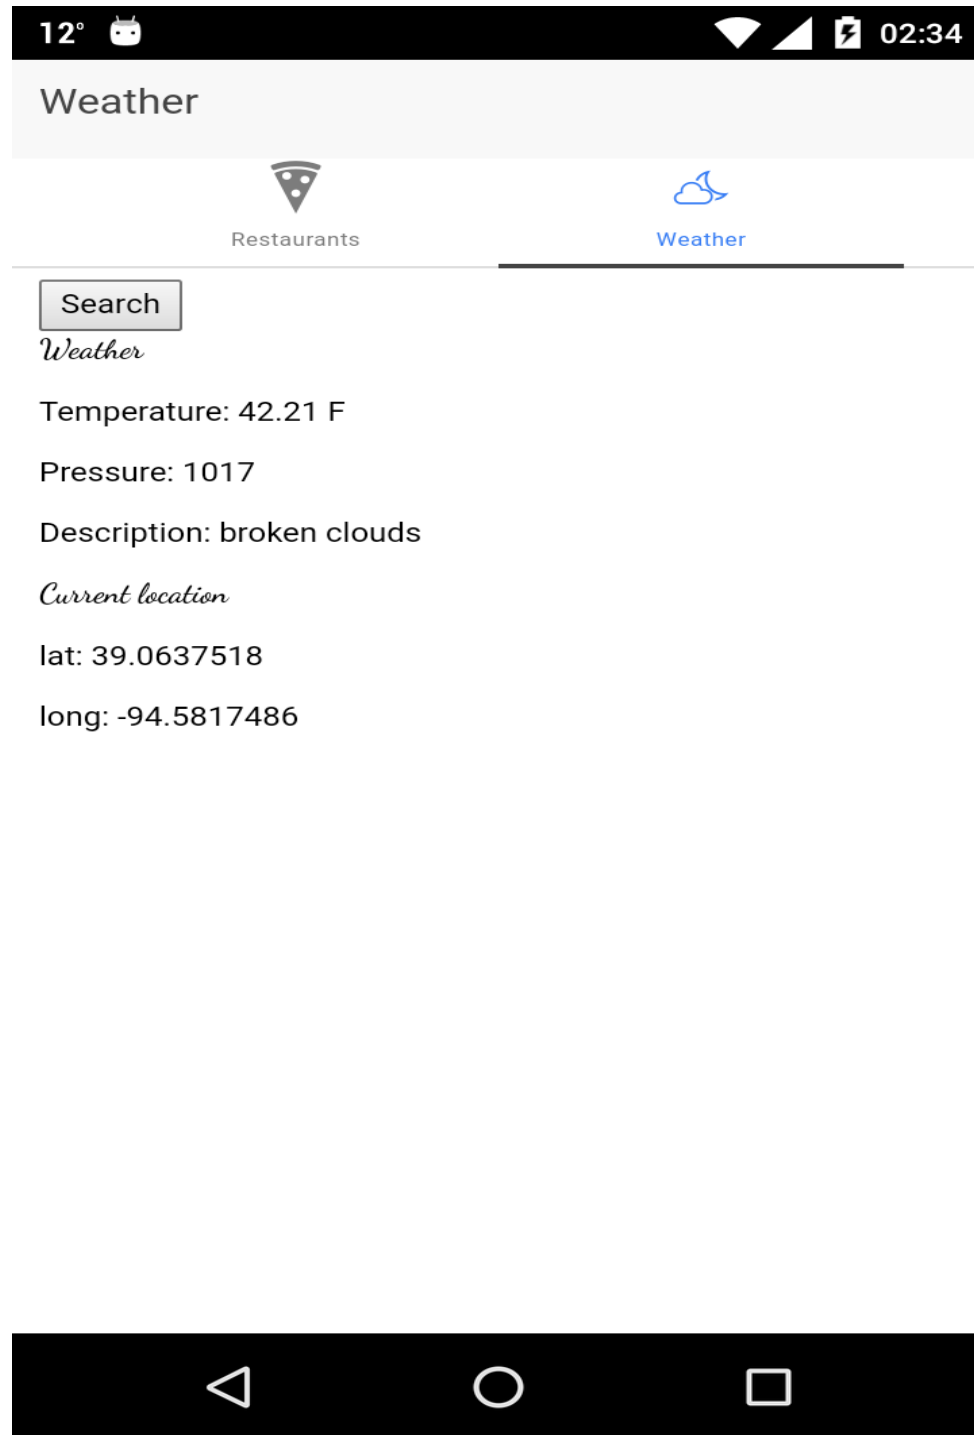 12° 02:34
Weather
Restaurants Weather
Search
Weather
Temperature: 42.21 F
Pressure: 1017
Description: broken clouds
Current location
lat: 39.0637518
long: -94.5817486